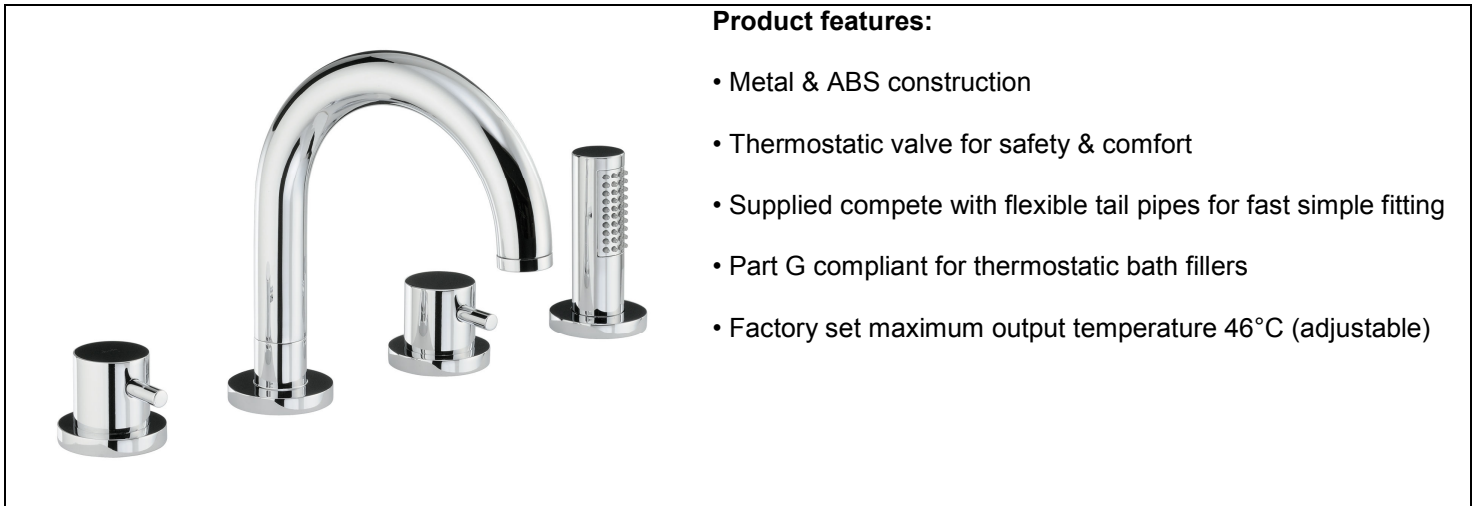 Product features:
• Metal & ABS construction
• Thermostatic valve for safety & comfort
• Supplied compete with flexible tail pipes for fast simple fitting
• Part G compliant for thermostatic bath fillers
• Factory set maximum output temperature 46°C (adjustable)